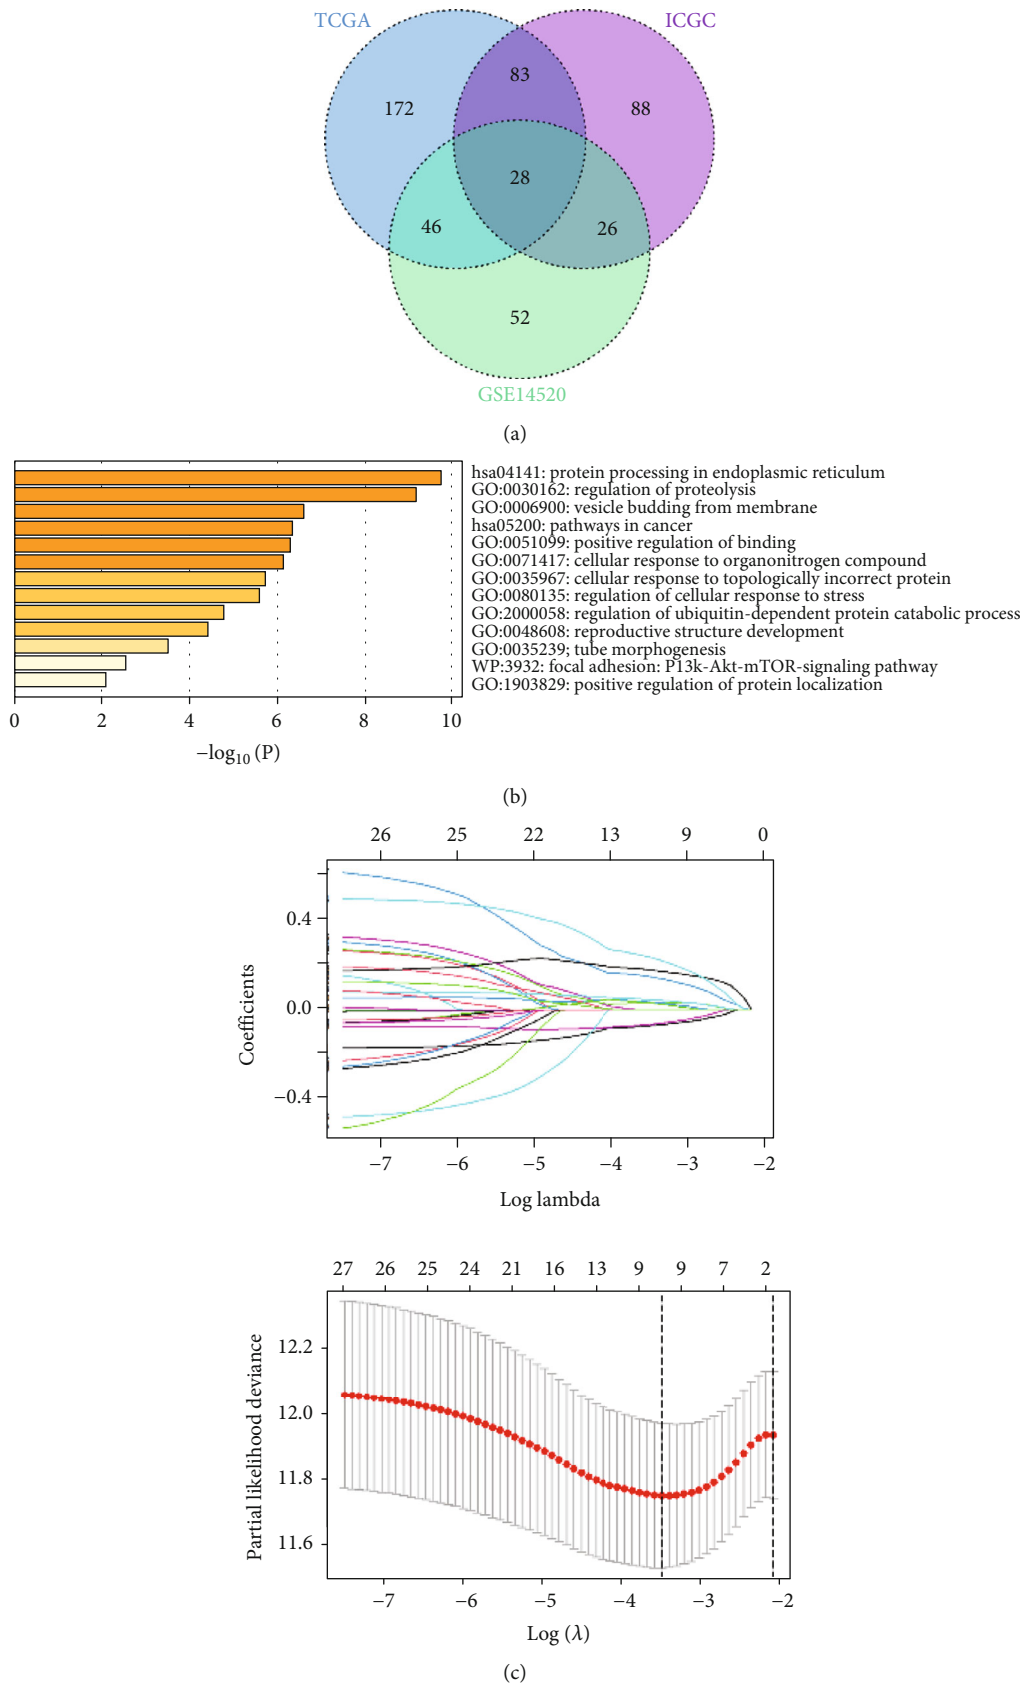 TCGA
ICGC
83
172
88
28
46
26
52
GSE14520
(a)
hsa04141: protein processing in endoplasmic reticulum
GO:0030162: regulation of proteolysis
GO:0006900: vesicle budding from membrane
hsa05200: pathways in cancer
GO:0051099: positive regulation of binding
GO:0071417: cellular response to organonitrogen compound
GO:0035967: cellular response to topologically incorrect protein
GO:0080135: regulation of cellular response to stress
GO:2000058: regulation of ubiquitin-dependent protein catabolic process
GO:0048608: reproductive structure development
GO:0035239; tube morphogenesis
WP:3932: focal adhesion: P13k-Akt-mTOR-signaling pathway
GO:1903829: positive regulation of protein localization
0 2 4 6 8 10
−log10 (P)
(b)
26 25 22 13 9 0
0.4
0.0
−0.4
Coefficients
−7 −6 −5 −4 −3 −2
Log lambda
27 26 25 24 21 16 13 9 9 7 2
12.2
12.0
11.8
11.6
Partial likelihood deviance
−7 −6 −5 −4 −3 −2
Log (λ)
(c)